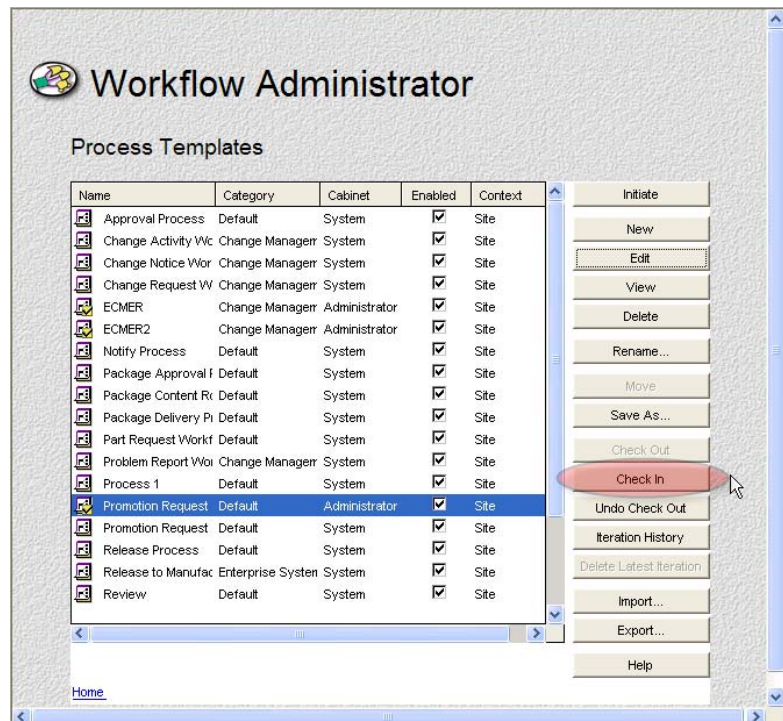 Workflow Administrator
Process Templates
Name Category Cabinet Enabled Context
Approval Process Default System Site
Change Activity Wc Change Managem System Site
Change Notice Wor Change Managem System Site
Change Request W Change Managem System Site
ECMER Change Managem Administrator Site
ECMER2 Change Managem Administrator Site
Notify Process Default System Site
Package Approval F Default System Site
Package Content Rc Default System Site
Package Delivery Pr Default System Site
Part Request Workf Default System Site
Problem Report Wor Change Managem System Site
Process 1 Default System Site
Promotion Request Default Administrator Site
Promotion Request Default System Site
Release Process Default System Site
Release to Manufac Enterprise System System Site
Review Default System Site
Home
Initiate
New
Edit
View
Delete
Rename...
Move
Save As...
Check Out
Check In
Undo Check Out
Iteration History
Delete Latest Iteration
Import...
Export...
Help